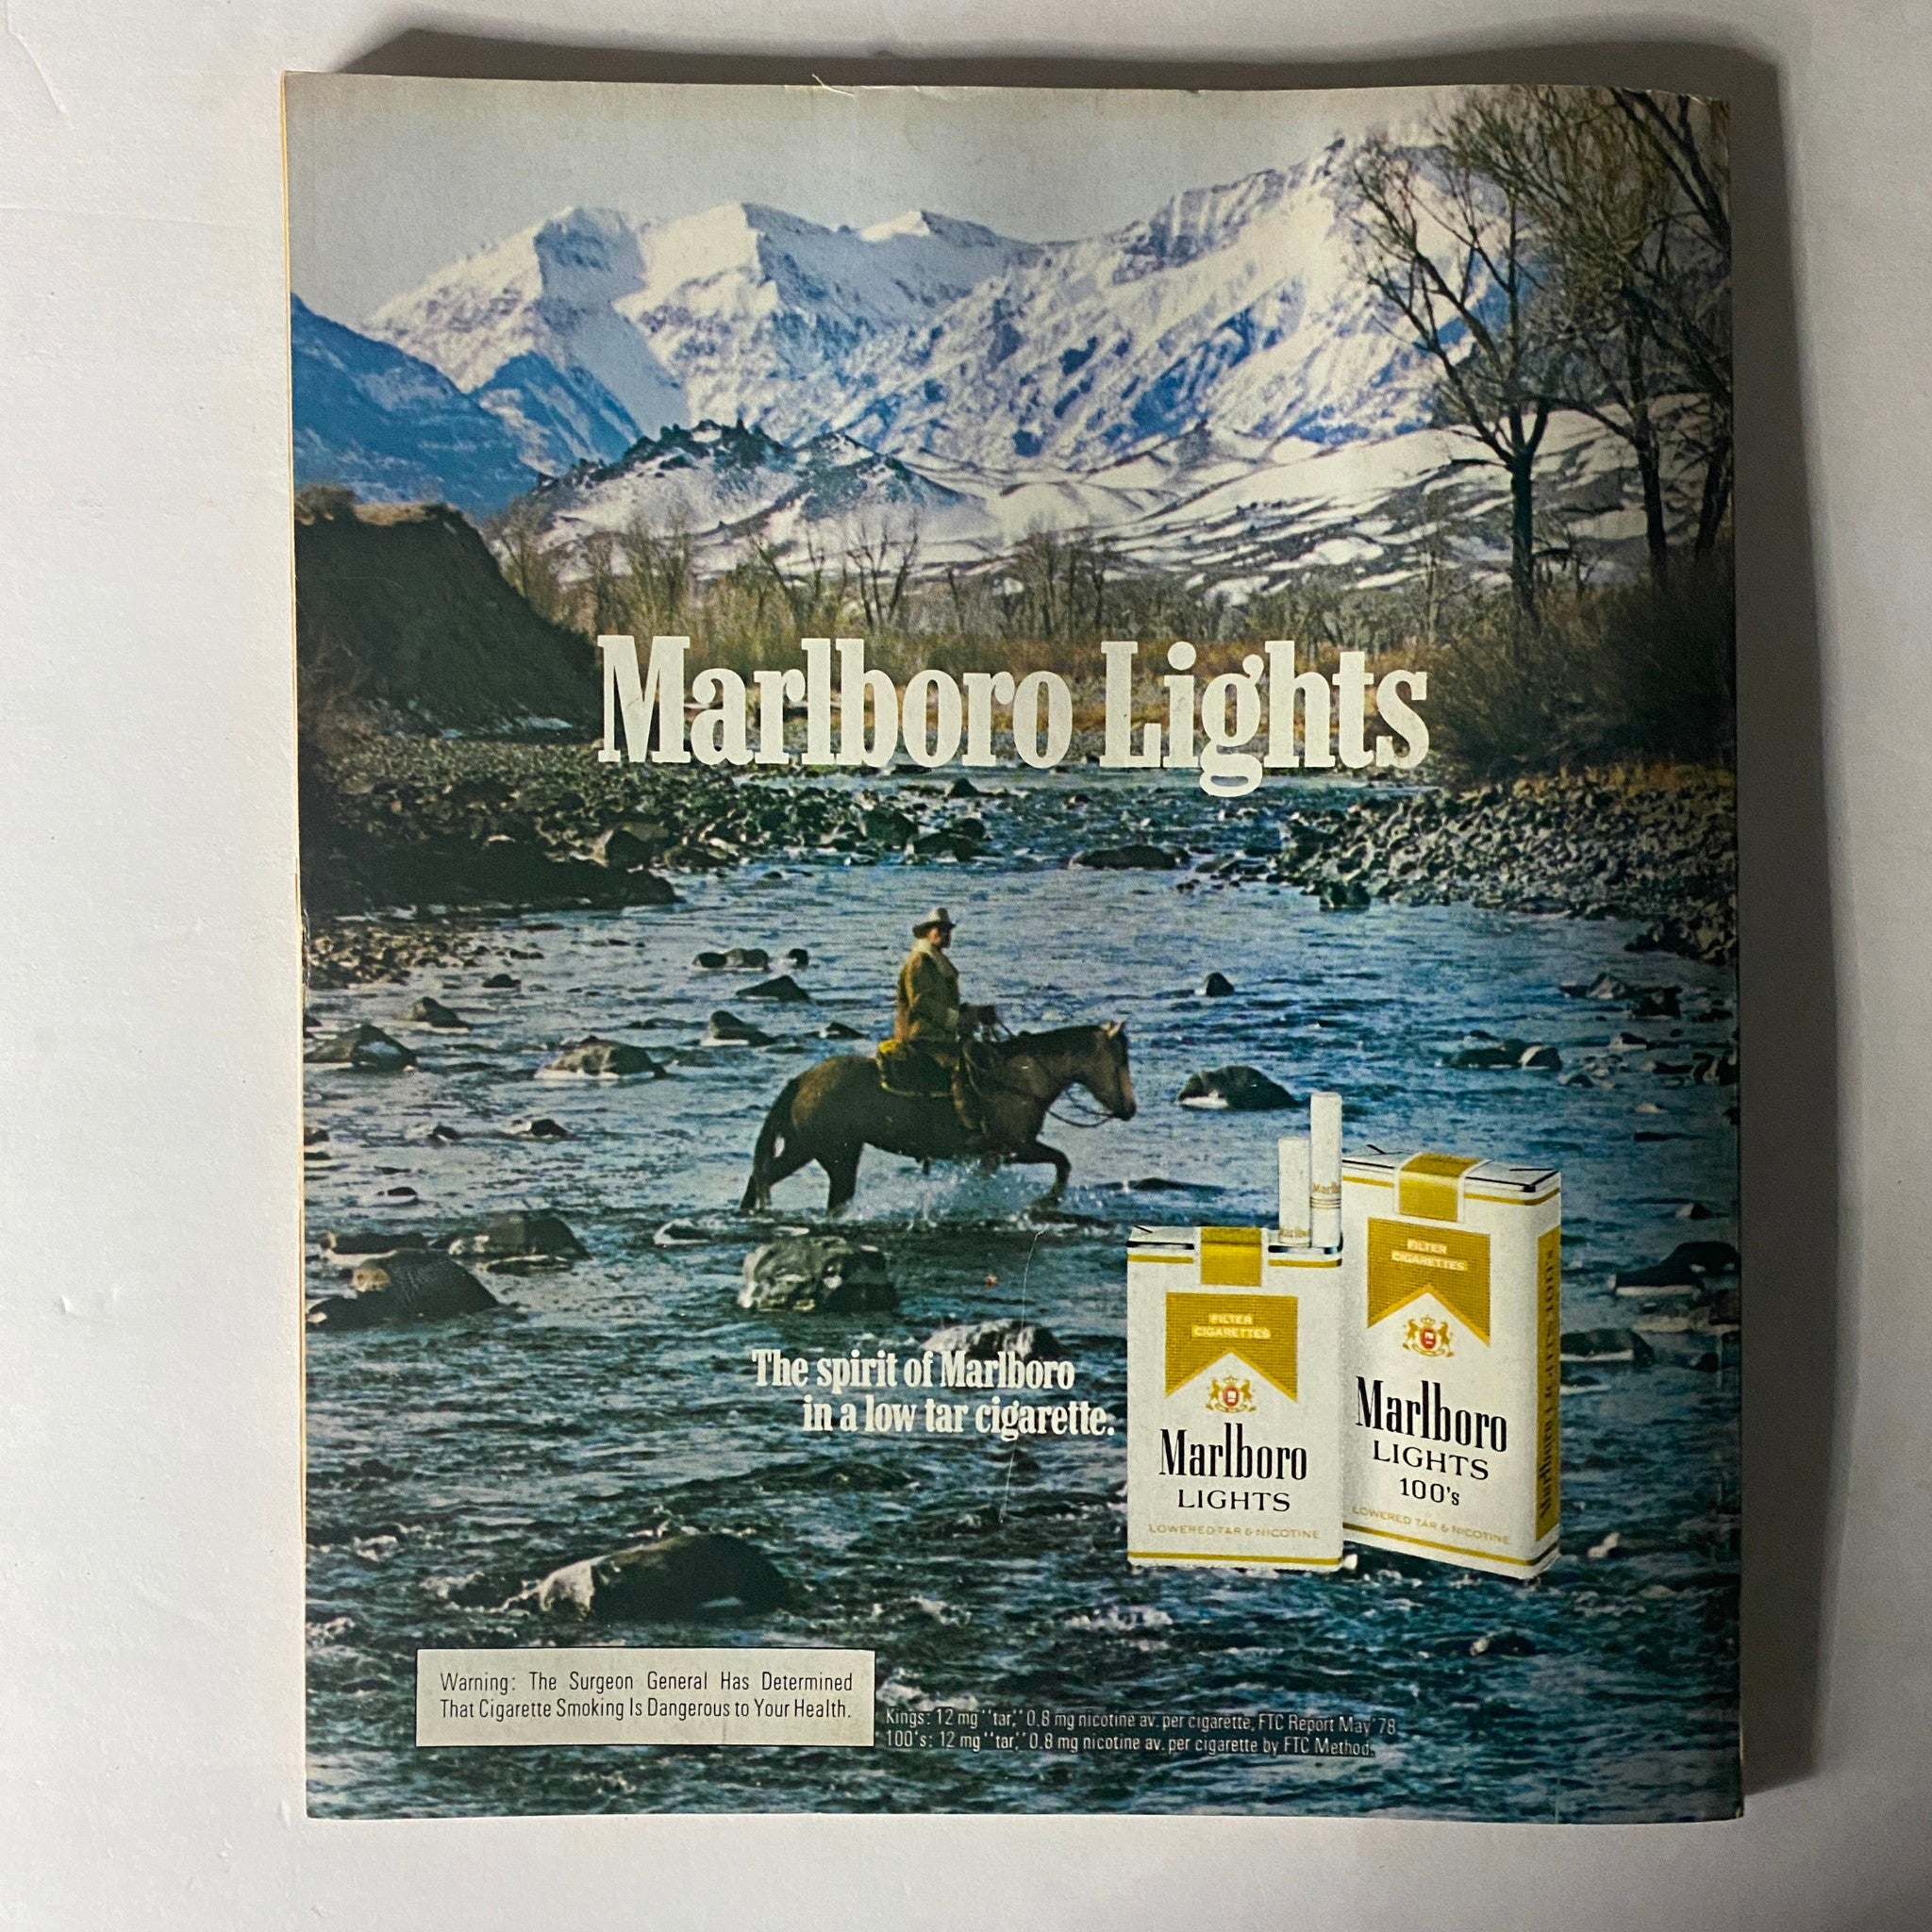 Marlboro Lights
The spirit of Marlboro
in a low tar cigarette.
FILTER
CIGARETTES
Marlboro
LIGHTS
LOWERED TAR & NICOTINE
FILTER
CIGARETTES
Marlboro
LIGHTS
100's
LOWERED TAR & NICOTINE
Marlboro LIGHTS 100's
Warning: The Surgeon General Has Determined
That Cigarette Smoking Is Dangerous to Your Health.
Kings: 12 mg "tar," 0.8 mg nicotine av. per cigarette, FTC Report May '78
100's: 12 mg "tar," 0.8 mg nicotine av. per cigarette by FTC Method.